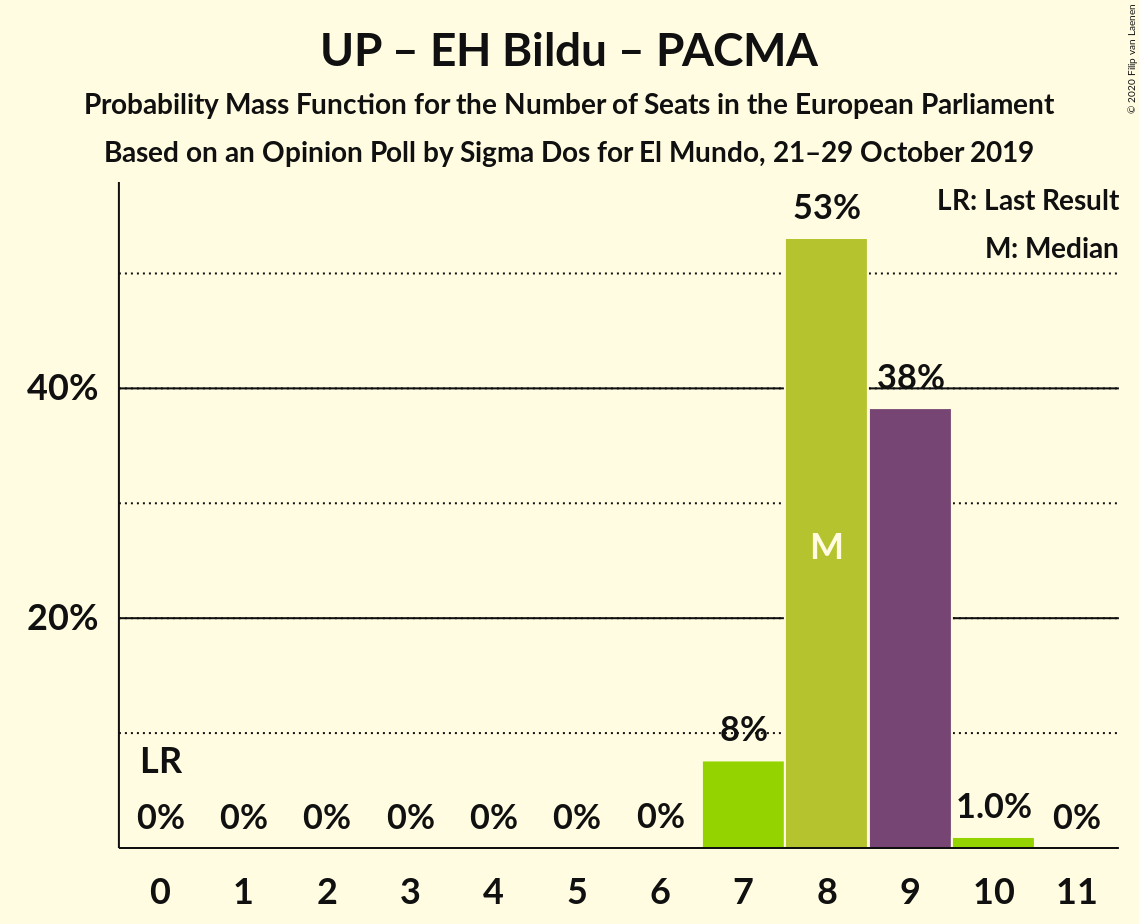 UP – EH Bildu – PACMA
Probability Mass Function for the Number of Seats in the European Parliament
Based on an Opinion Poll by Sigma Dos for El Mundo, 21–29 October 2019
© 2020 Filip van Laenen
LR: Last Result
M: Median
53%
38%
40%
M
20%
8%
LR
0% 0% 0% 0% 0% 0% 0% 1.0% 0%
0 1 2 3 4 5 6 7 8 9 10 11